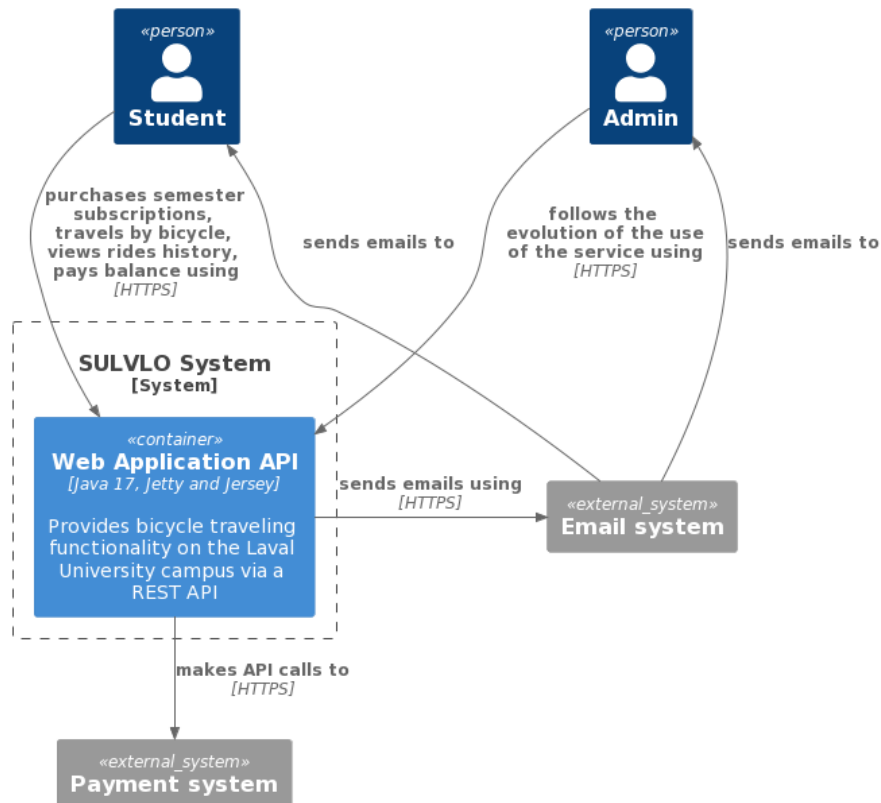 «person»
Student
«person»
Admin
purchases semester
subscriptions,
travels by bicycle,
views rides history,
pays balance using
[HTTPS]
sends emails to
follows the
evolution of the use
of the service using
[HTTPS]
sends emails to
SULVLO System
[System]
«container»
Web Application API
[Java 17, Jetty and Jersey]
Provides bicycle traveling
functionality on the Laval
University campus via a
REST API
sends emails using
[HTTPS]
«external_system»
Email system
makes API calls to
[HTTPS]
«external_system»
Payment system